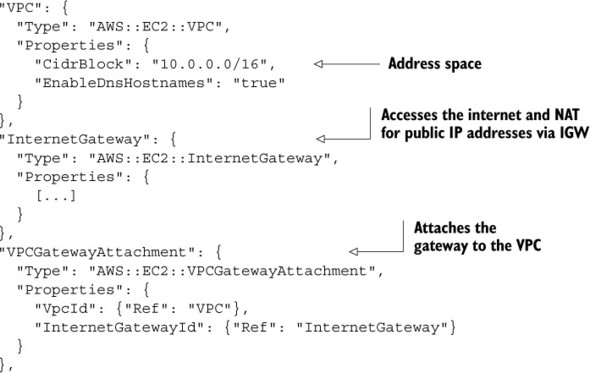 "VPC": {
"Type": "AWS::EC2::VPC",
"Properties": {
"CidrBlock": "10.0.0.0/16",
Address space
"EnableDnsHostnames": "true"
}
},
"InternetGateway": {
Accesses the internet and NAT
for public IP addresses via IGW
"Type": "AWS::EC2::InternetGateway",
"Properties": {
[...]
}
},
"VPCGatewayAttachment": {
Attaches the
gateway to the VPC
"Type": "AWS::EC2::VPCGatewayAttachment",
"Properties": {
"VpcId": {"Ref": "VPC"},
"InternetGatewayId": {"Ref": "InternetGateway"}
}
},